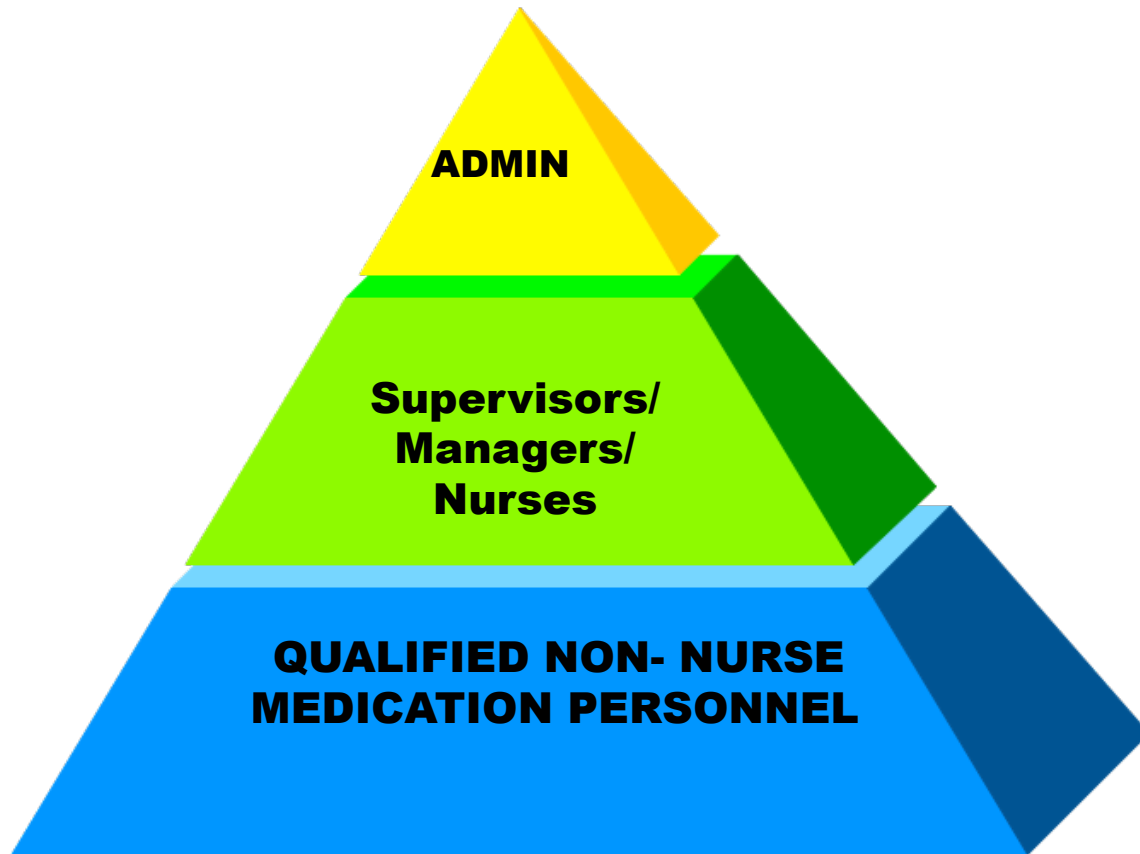 ADMIN
Supervisors/
Managers/
Nurses
QUALIFIED NON- NURSE
MEDICATION PERSONNEL